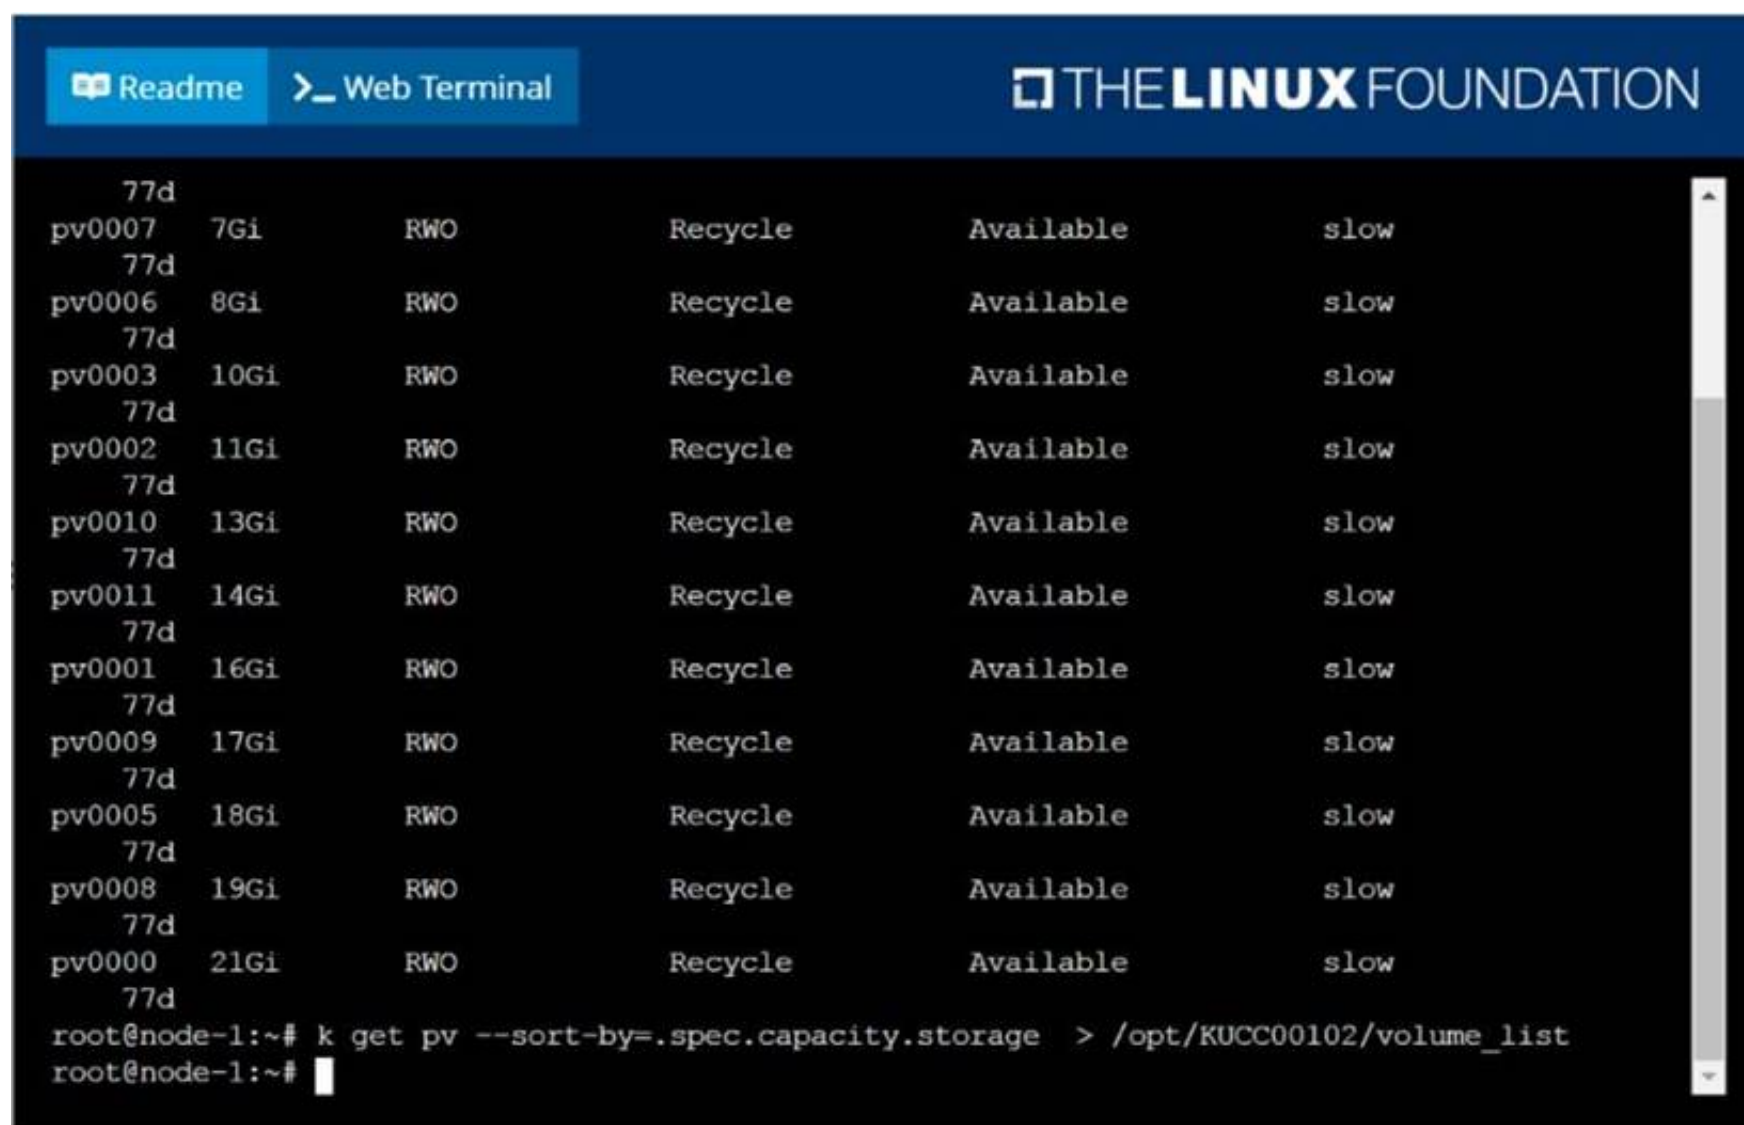 Readme >_ Web Terminal THE LINUX FOUNDATION
77d
pv0007 7Gi RWO Recycle Available slow
77d
pv0006 8Gi RWO Recycle Available slow
77d
pv0003 10Gi RWO Recycle Available slow
77d
pv0002 11Gi RWO Recycle Available slow
77d
pv0010 13Gi RWO Recycle Available slow
77d
pv0011 14Gi RWO Recycle Available slow
77d
pv0001 16Gi RWO Recycle Available slow
77d
pv0009 17Gi RWO Recycle Available slow
77d
pv0005 18Gi RWO Recycle Available slow
77d
pv0008 19Gi RWO Recycle Available slow
77d
pv0000 21Gi RWO Recycle Available slow
77d
root@node-1:~# k get pv --sort-by=.spec.capacity.storage > /opt/KUCC00102/volume_list
root@node-1:~#